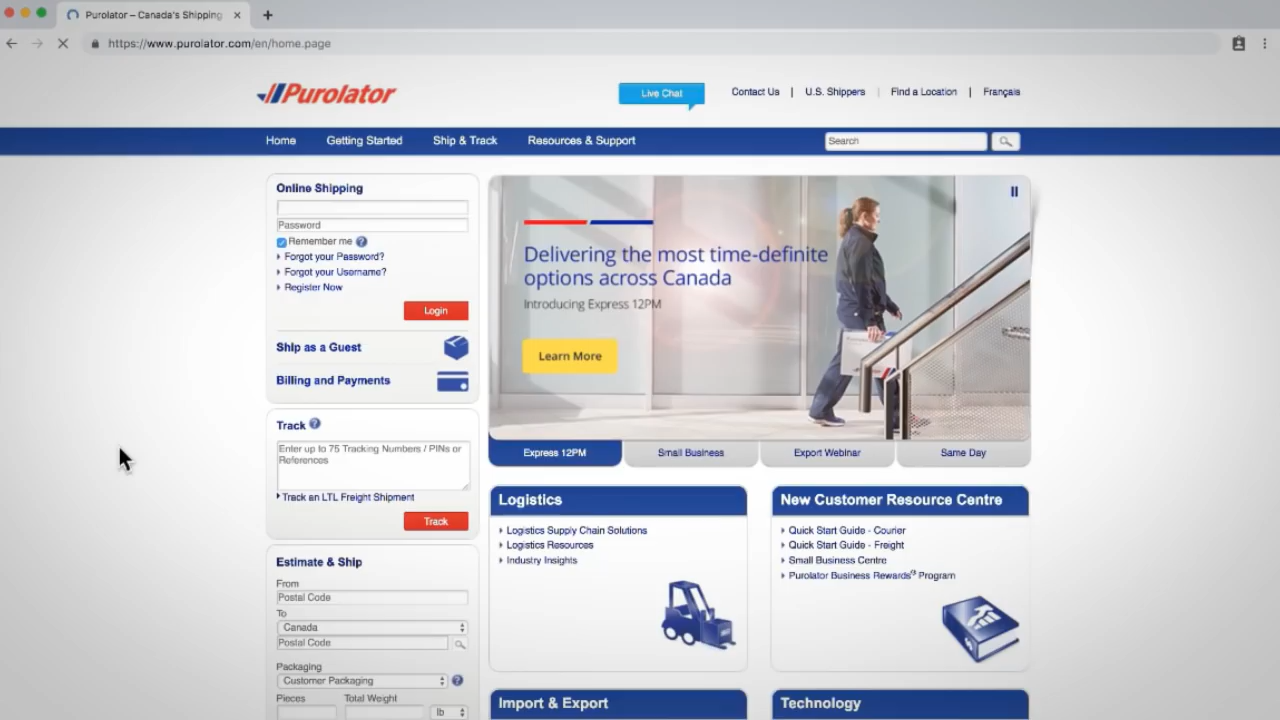 Purolator – Canada's Shipping
https://www.purolator.com/en/home.page
Purolator
Live Chat
Contact Us | U.S. Shippers | Find a Location | Français
Home Getting Started Ship & Track Resources & Support Search
Online Shipping
Password
Remember me ?
Forgot your Password?
Forgot your Username?
Register Now
Login
Ship as a Guest
Billing and Payments
Delivering the most time-definite
options across Canada
Introducing Express 12PM
Learn More
Express 12PM Small Business Export Webinar Same Day
Track ?
Enter up to 75 Tracking Numbers / PINs or
References
Track an LTL Freight Shipment
Track
Estimate & Ship
From
Postal Code
To
Canada
Postal Code
Packaging
Customer Packaging ?
Pieces Total Weight
lb
Logistics
Logistics Supply Chain Solutions
Logistics Resources
Industry Insights
New Customer Resource Centre
Quick Start Guide - Courier
Quick Start Guide - Freight
Small Business Centre
Purolator Business Rewards® Program
Import & Export
Technology